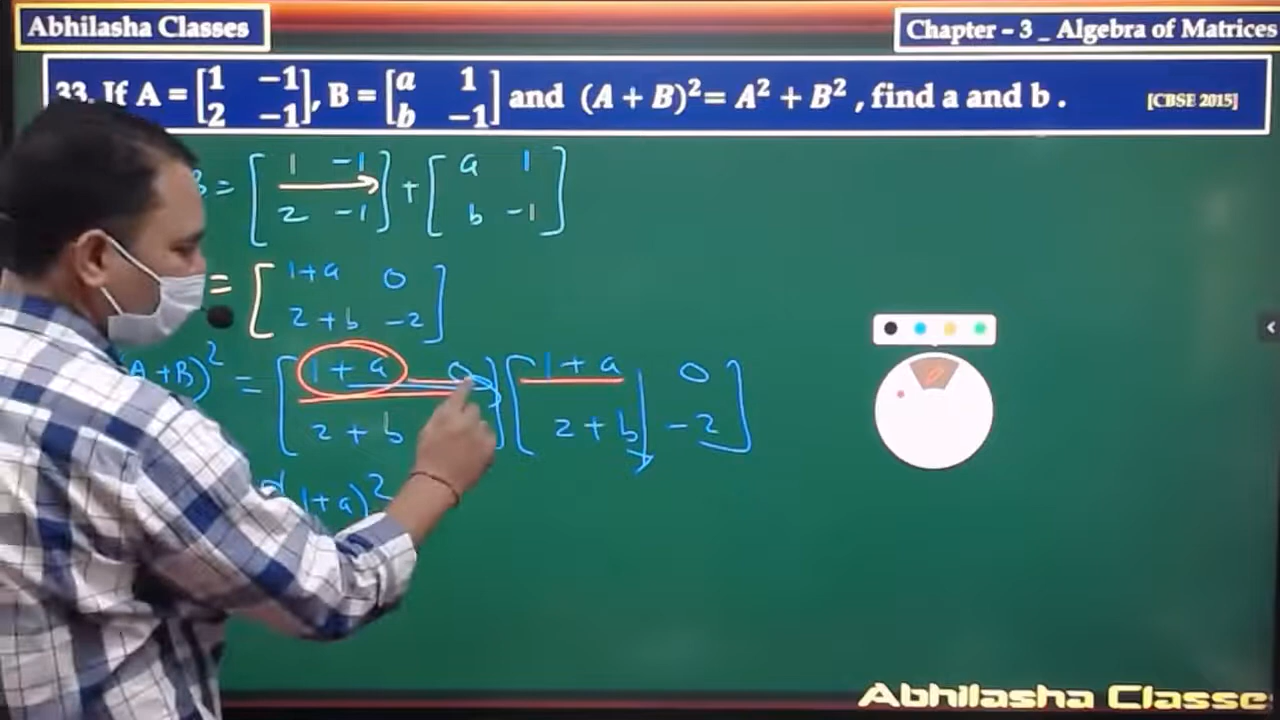 Abhilasha Classes
Chapter - 3 _ Algebra of Matrices
33. If A = [1 -1], B = [a 1] and (A + B)² = A² + B², find a and b. [CBSE 2015]
[2 -1] [b -1]
B = [1 -1] + [a 1]
[2 -1] [b -1]
= [1+a 0]
[2+b -2]
A+B)² = [1+a 0] [1+a 0]
[2+b [2+b -2]
1+a)²
Abhilasha Classe